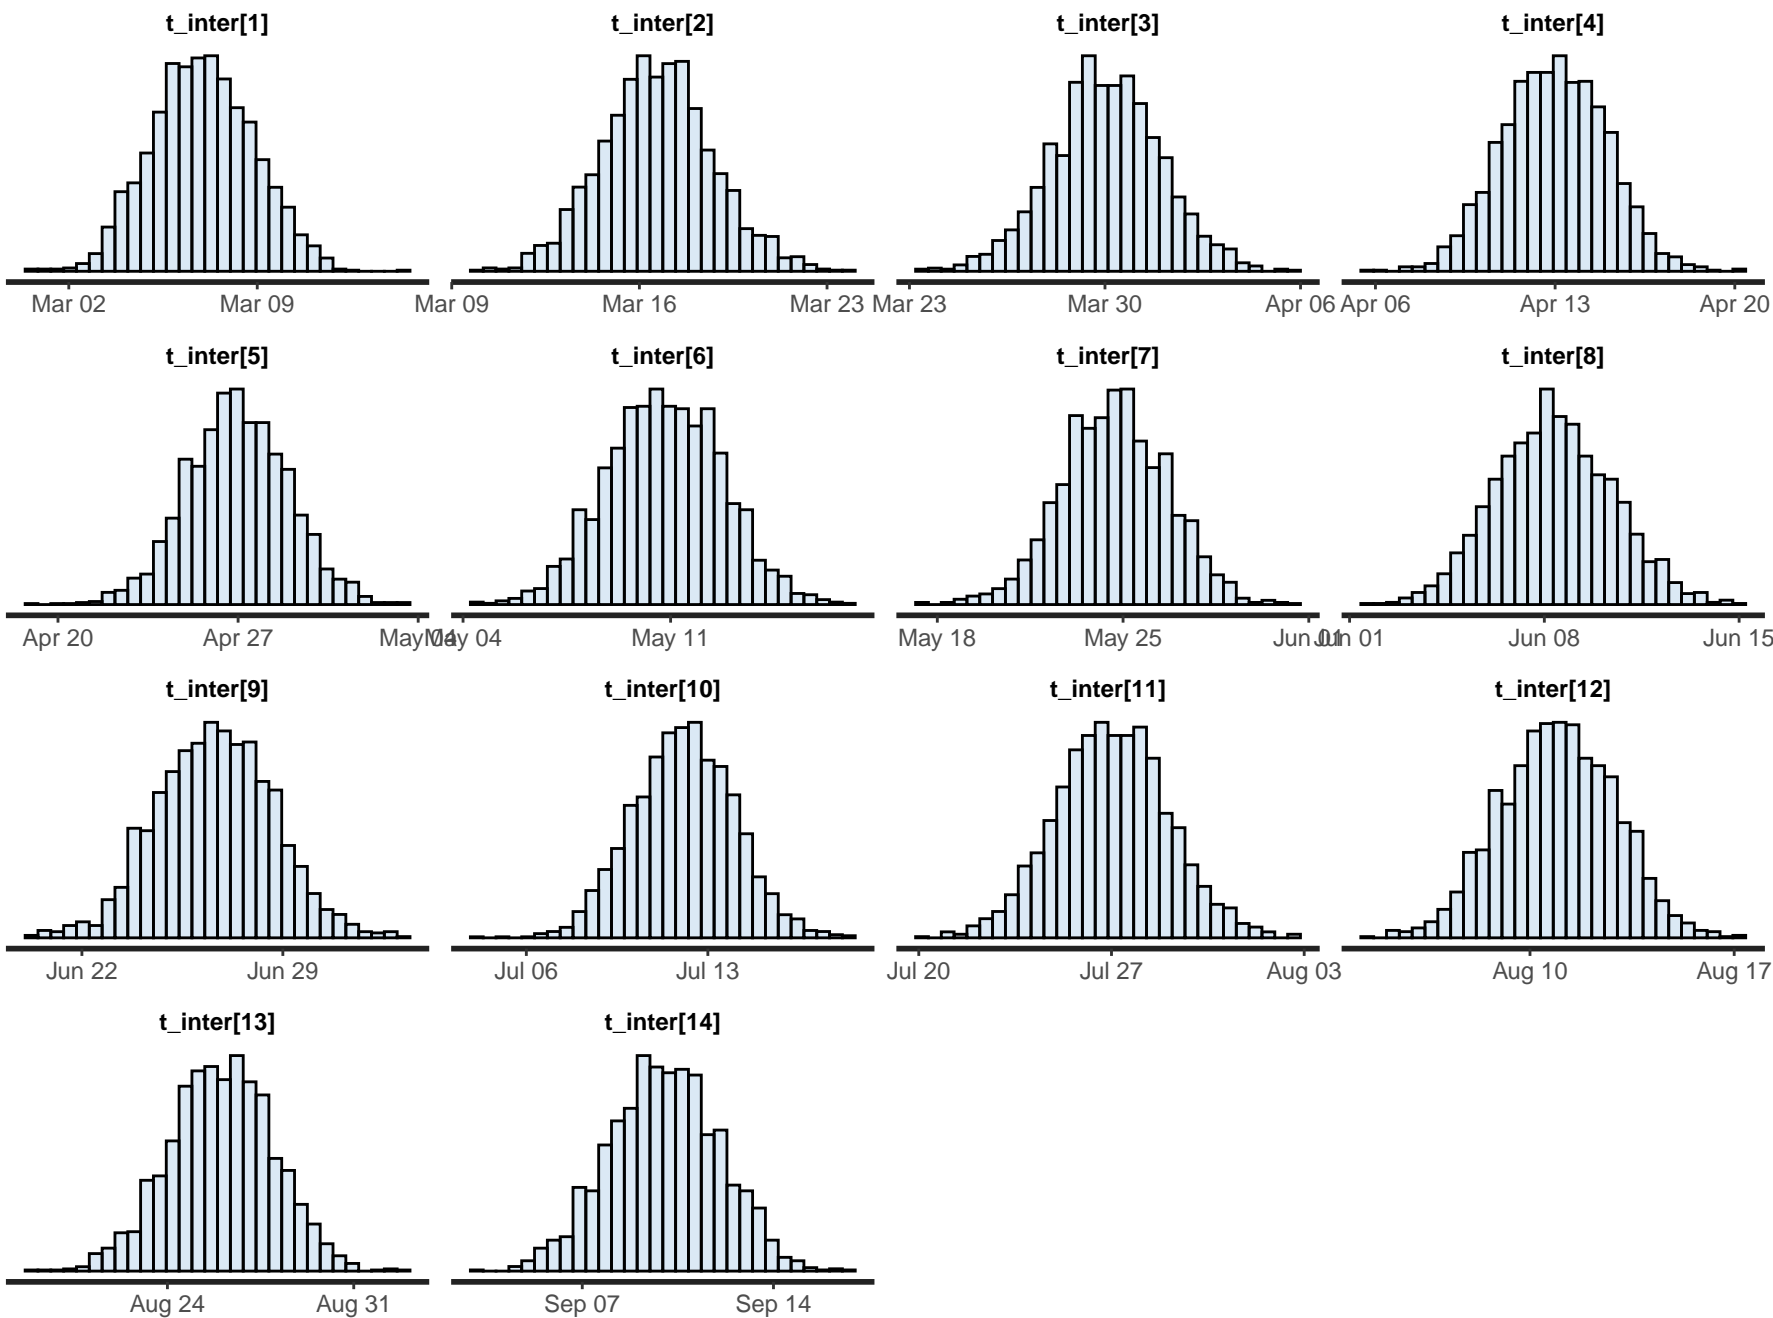 t_inter[1] t_inter[2] t_inter[3] t_inter[4]
Mar 02 Mar 09 Mar 09 Mar 16 Mar 23 Mar 23 Mar 30 Apr 06 Apr 06 Apr 13 Apr 20
t_inter[5] t_inter[6] t_inter[7] t_inter[8]
Apr 20 Apr 27 May 04 May 04 May 11 May 18 May 25 Jun 01 Jun 01 Jun 08 Jun 15
t_inter[9] t_inter[10] t_inter[11] t_inter[12]
Jun 22 Jun 29 Jul 06 Jul 13 Jul 20 Jul 27 Aug 03 Aug 10 Aug 17
t_inter[13] t_inter[14]
Aug 24 Aug 31 Sep 07 Sep 14